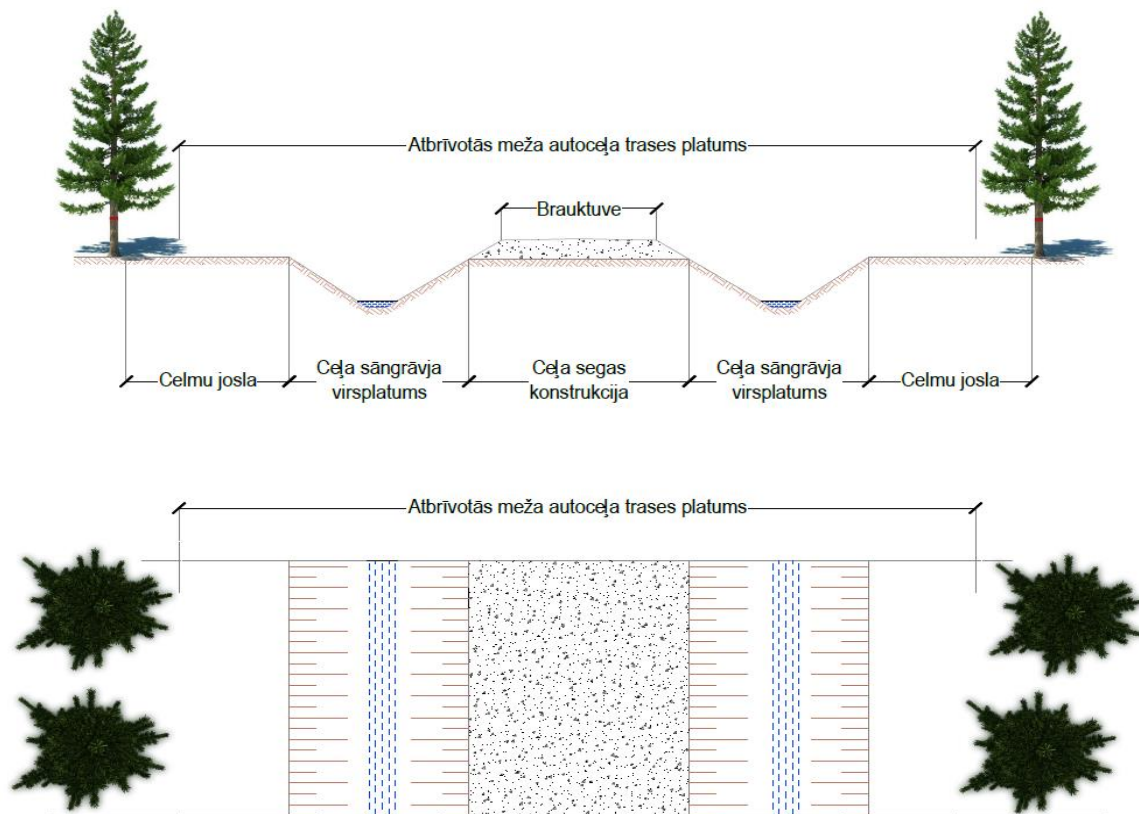 Atbrīvotās meža autoceļa trases platums
Brauktuve
Celmu josla
Ceļa sāngrāvja
virsplatums
Ceļa segas
konstrukcija
Ceļa sāngrāvja
virsplatums
Celmu josla
Atbrīvotās meža autoceļa trases platums